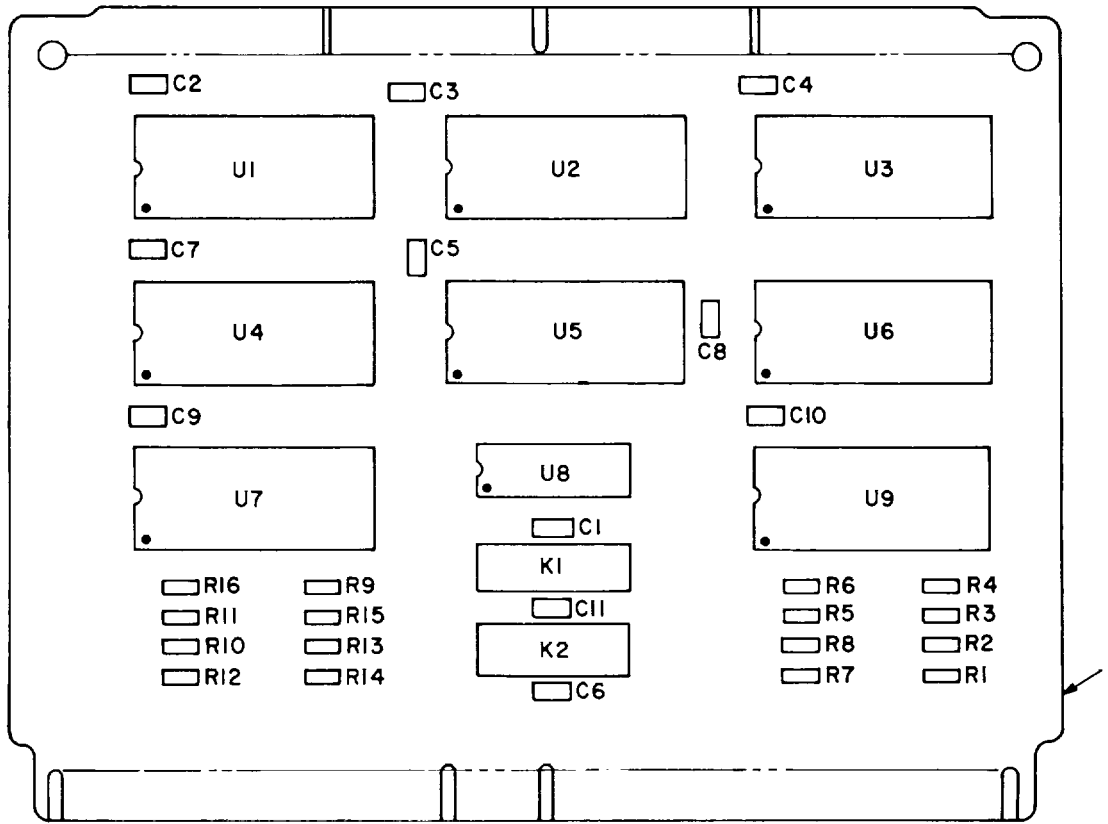 C2 C3 C4
U1 U2 U3
C7 C5
U4 U5 C8 U6
C9 C10
U7 U8 U9
C1
K1
R16 R9 R6 R4
C11
R11 R15 R5 R3
R10 R13 K2 R8 R2
R12 R14 R7 R1
C6